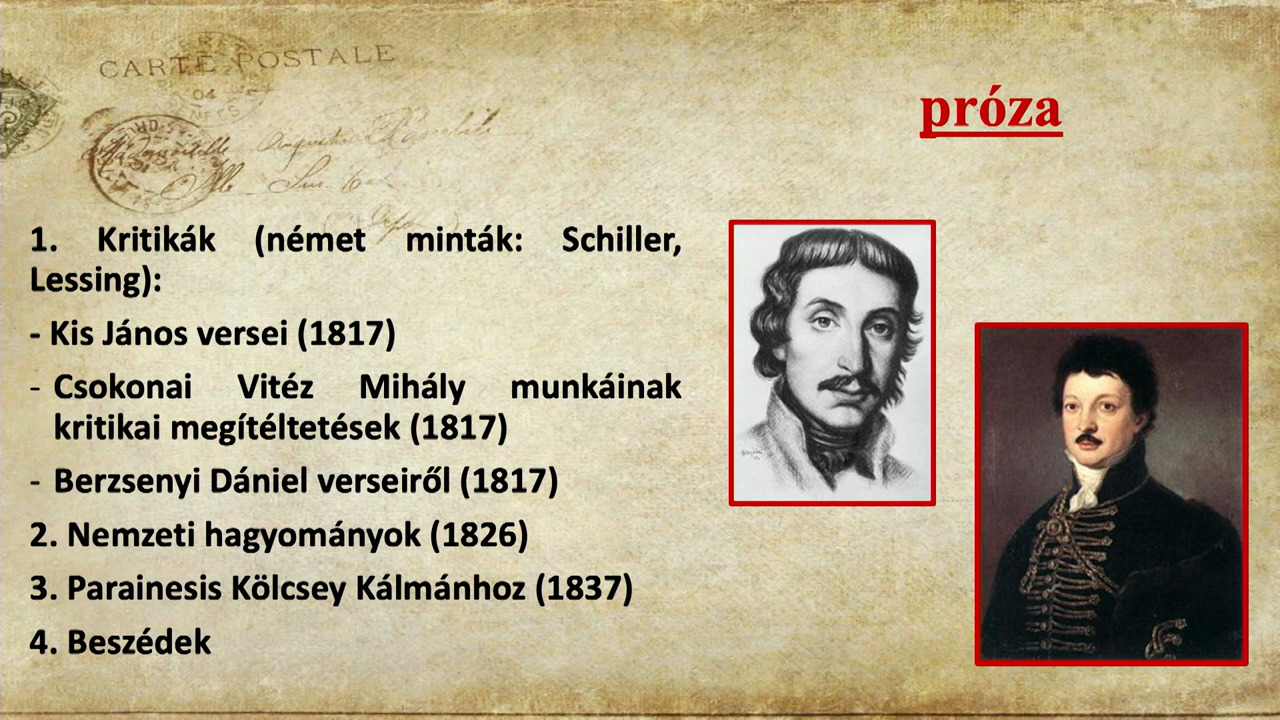 CARTE POSTALE
próza
1. Kritikák (német minták: Schiller,
Lessing):
- Kis János versei (1817)
- Csokonai Vitéz Mihály munkáinak
kritikai megítéltetések (1817)
- Berzsenyi Dániel verseiről (1817)
2. Nemzeti hagyományok (1826)
3. Parainesis Kölcsey Kálmánhoz (1837)
4. Beszédek